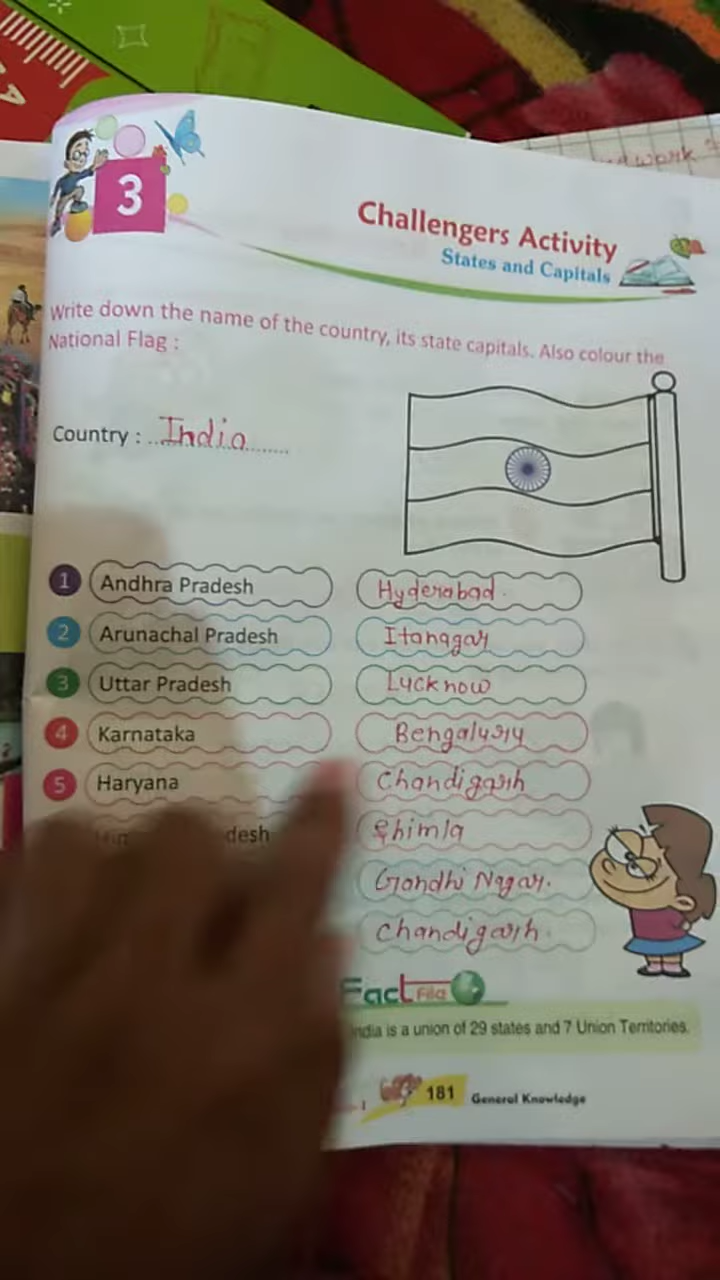 work
3
Challengers Activity
States and Capitals
Write down the name of the country, its state capitals. Also colour the
National Flag :
Country : India
1 Andhra Pradesh Hyderabad.
2 Arunachal Pradesh Itanagar
3 Uttar Pradesh Lucknow
4 Karnataka Bengaluru
5 Haryana Chandigarh
desh Shimla
Gandhi Nagar.
Chandigarh.
Fact File
India is a union of 29 states and 7 Union Territories.
181 General Knowledge